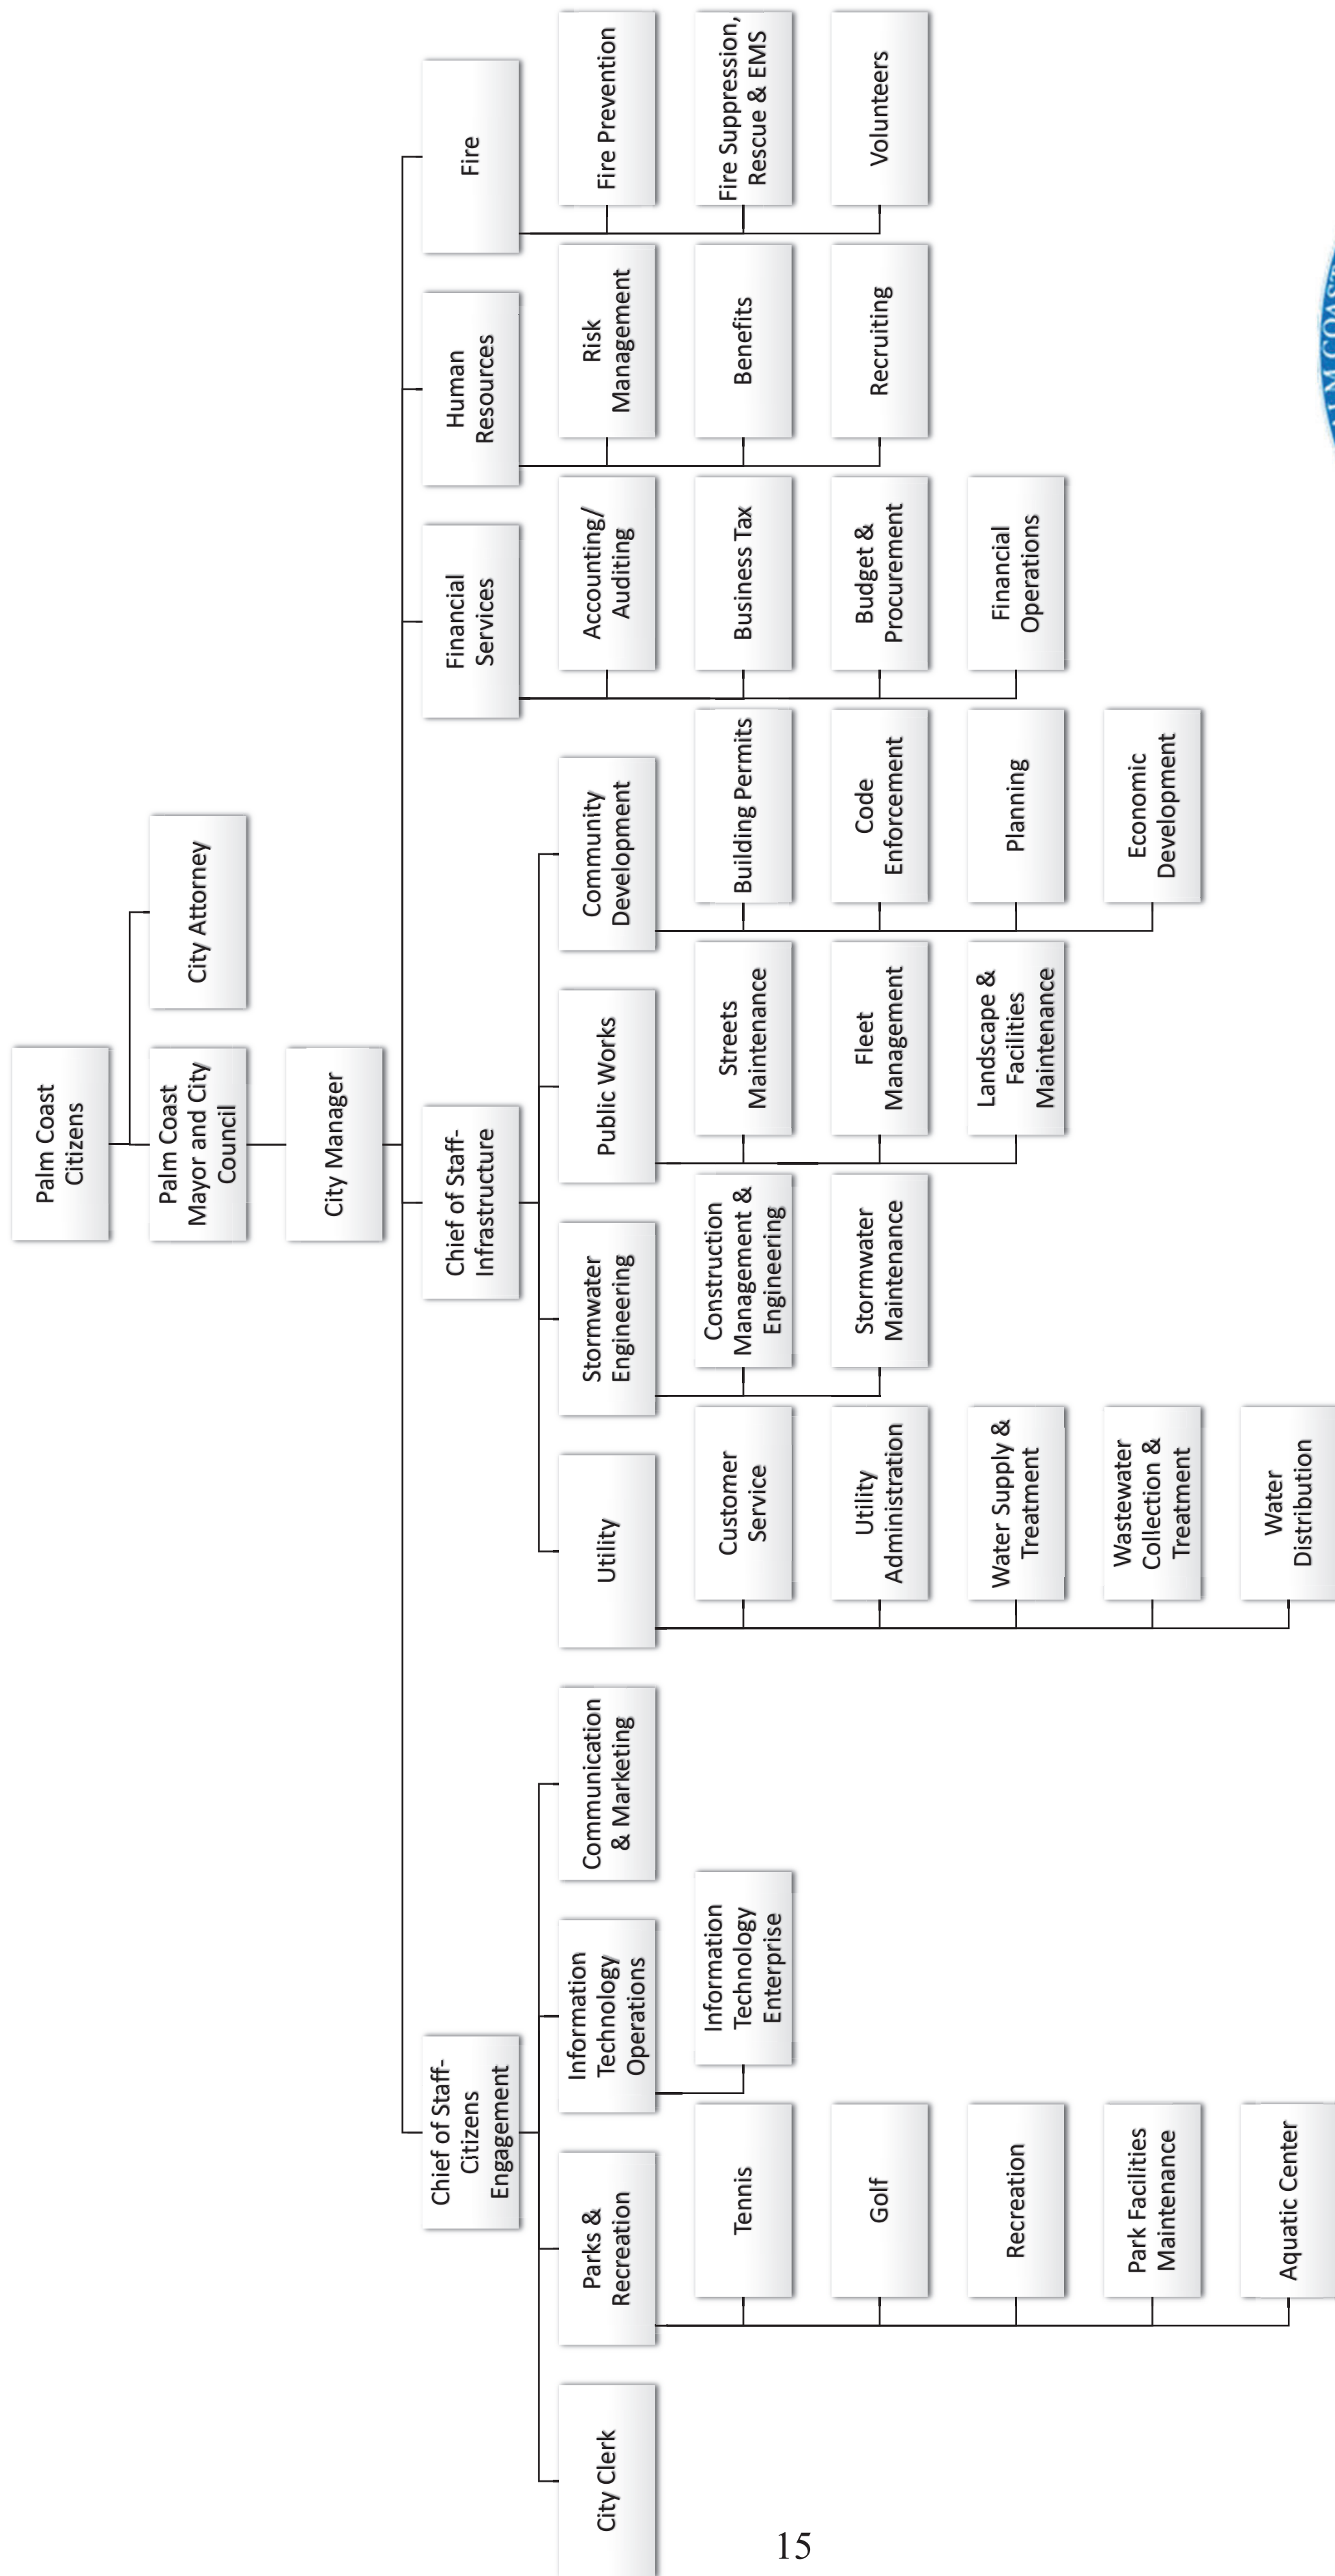 Palm Coast
Citizens
Palm Coast
Mayor and City
Council
City Attorney
City Manager
Chief of Staff-
Citizens
Engagement
City Clerk
Parks &
Recreation
Tennis
Golf
Recreation
Park Facilities
Maintenance
Aquatic Center
Information
Technology
Operations
Information
Technology
Enterprise
Communication
& Marketing
Chief of Staff-
Infrastructure
Utility
Customer
Service
Utility
Administration
Water Supply &
Treatment
Wastewater
Collection &
Treatment
Water
Distribution
Stormwater
Engineering
Construction
Management &
Engineering
Stormwater
Maintenance
Public Works
Streets
Maintenance
Fleet
Management
Landscape &
Facilities
Maintenance
Community
Development
Building Permits
Code
Enforcement
Planning
Economic
Development
Financial
Services
Accounting/
Auditing
Business Tax
Budget &
Procurement
Financial
Operations
Human
Resources
Risk
Management
Benefits
Recruiting
Fire
Fire Prevention
Fire Suppression,
Rescue & EMS
Volunteers
15